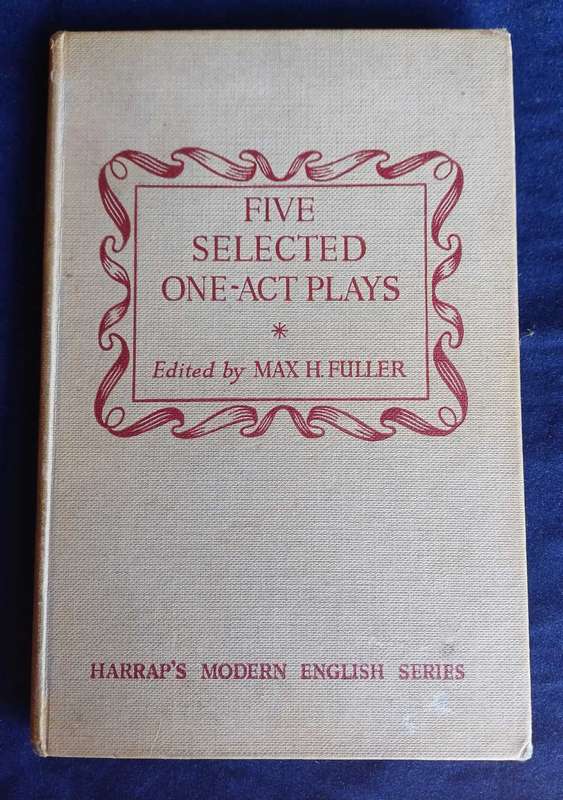 FIVE
SELECTED
ONE-ACT PLAYS
*
Edited by MAX H. FULLER
HARRAP'S MODERN ENGLISH SERIES